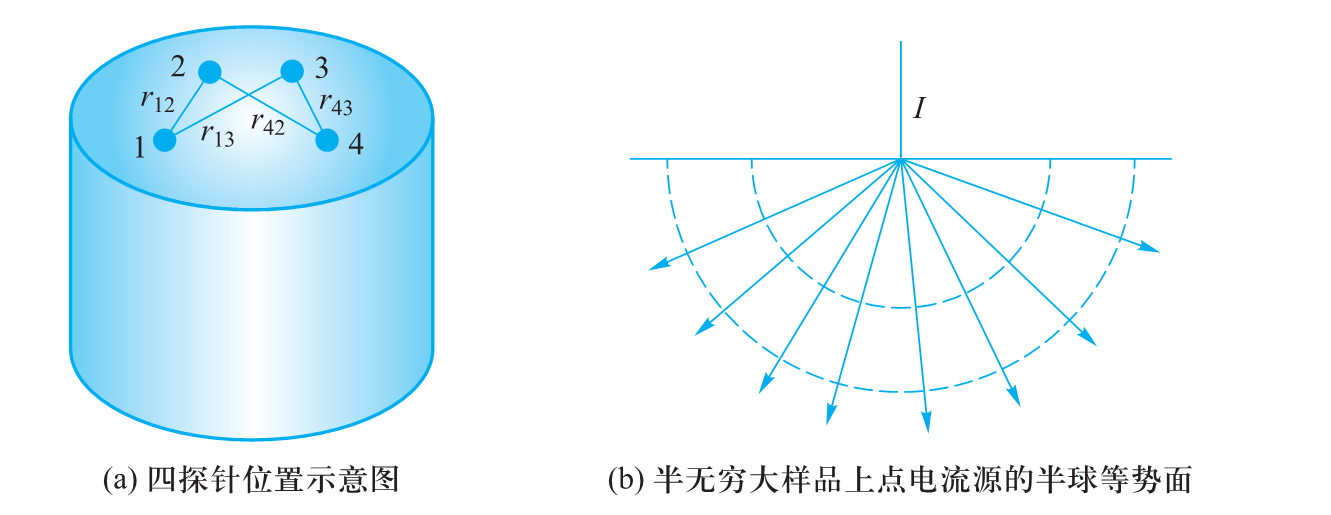 2
3
r12
r43
r13
r42
1
4
I
(a) 四探针位置示意图
(b) 半无穷大样品上点电流源的半球等势面